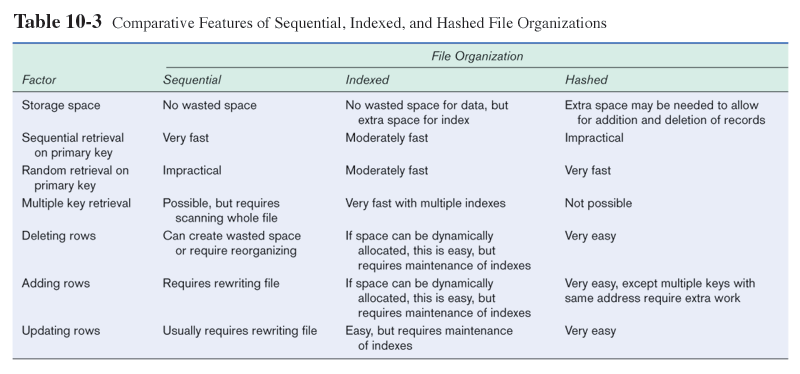 Table 10-3 Comparative Features of Sequential, Indexed, and Hashed File Organizations
File Organization
Factor Sequential Indexed Hashed
Storage space No wasted space No wasted space for data, but Extra space may be needed to allow
extra space for index for addition and deletion of records
Sequential retrieval Very fast Moderately fast Impractical
on primary key
Random retrieval on Impractical Moderately fast Very fast
primary key
Multiple key retrieval Possible, but requires Very fast with multiple indexes Not possible
scanning whole file
Deleting rows Can create wasted space If space can be dynamically Very easy
or require reorganizing allocated, this is easy, but
requires maintenance of indexes
Adding rows Requires rewriting file If space can be dynamically Very easy, except multiple keys with
allocated, this is easy, but same address require extra work
requires maintenance of indexes
Updating rows Usually requires rewriting file Easy, but requires maintenance Very easy
of indexes